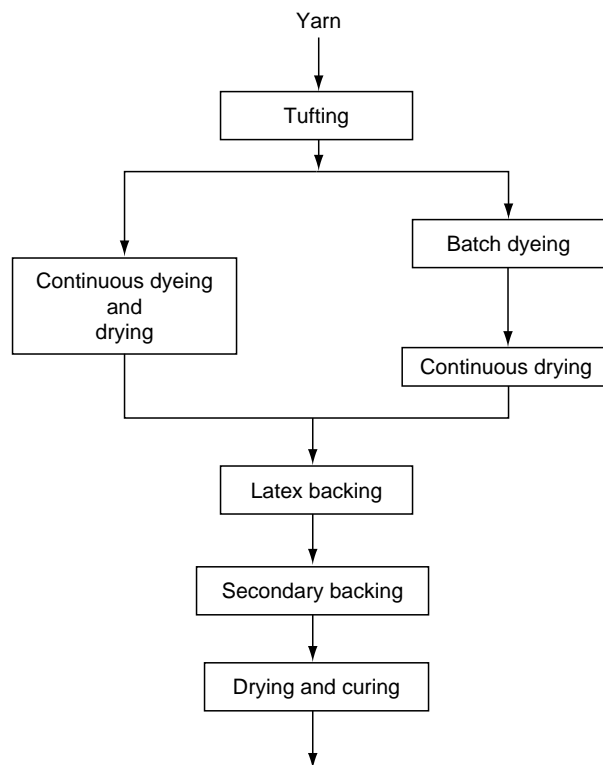 Yarn
Tufting
Batch dyeing
Continuous dyeing
and
drying
Continuous drying
Latex backing
Secondary backing
Drying and curing